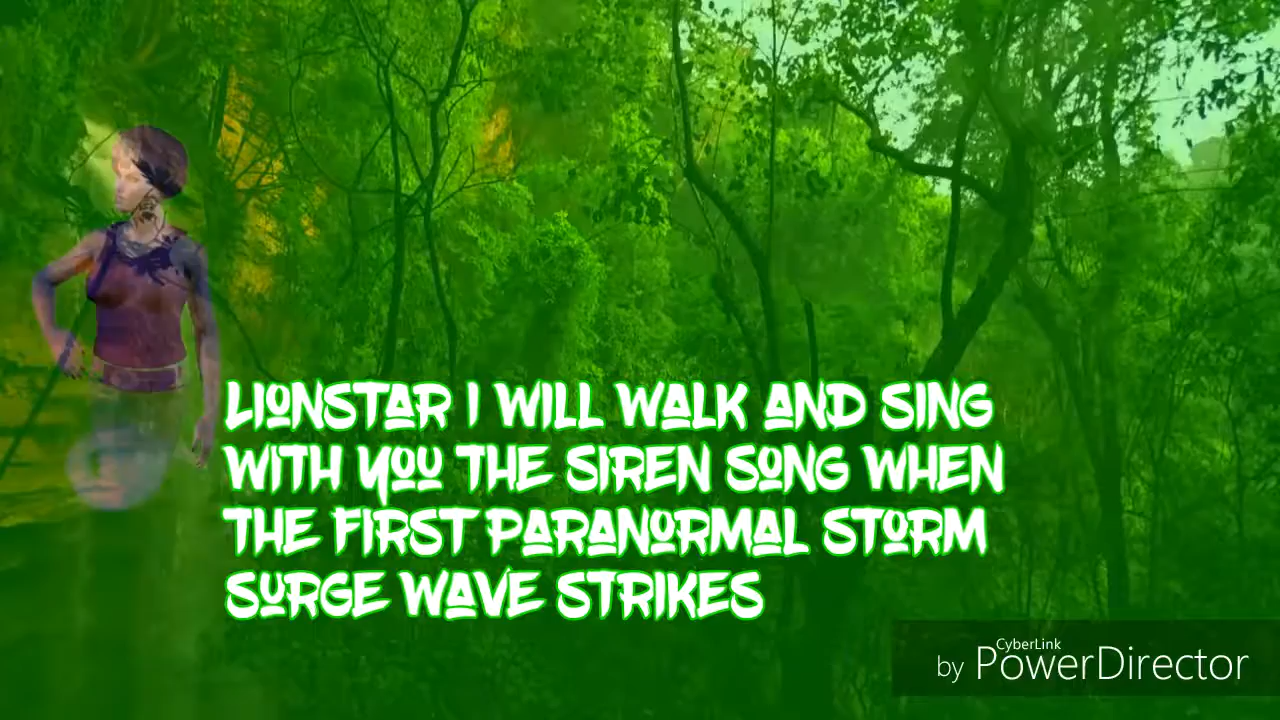 LIONSTAR I WILL WALK AND SING
WITH YOU THE SIREN SONG WHEN
THE FIRST PARANORMAL STORM
SURGE WAVE STRIKES
CyberLink
by PowerDirector